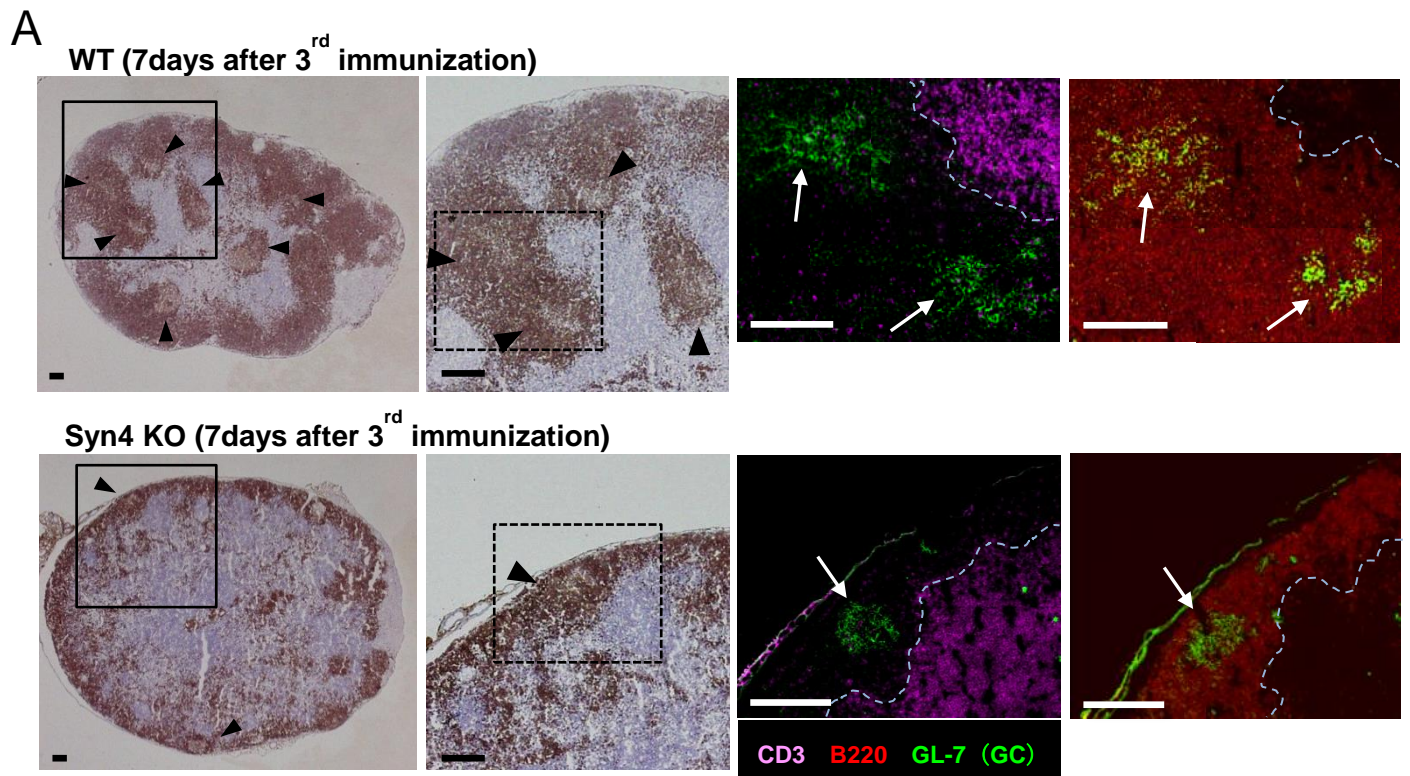 A
WT (7days after 3rd immunization)
Syn4 KO (7days after 3rd immunization)
CD3 B220 GL-7 (GC)